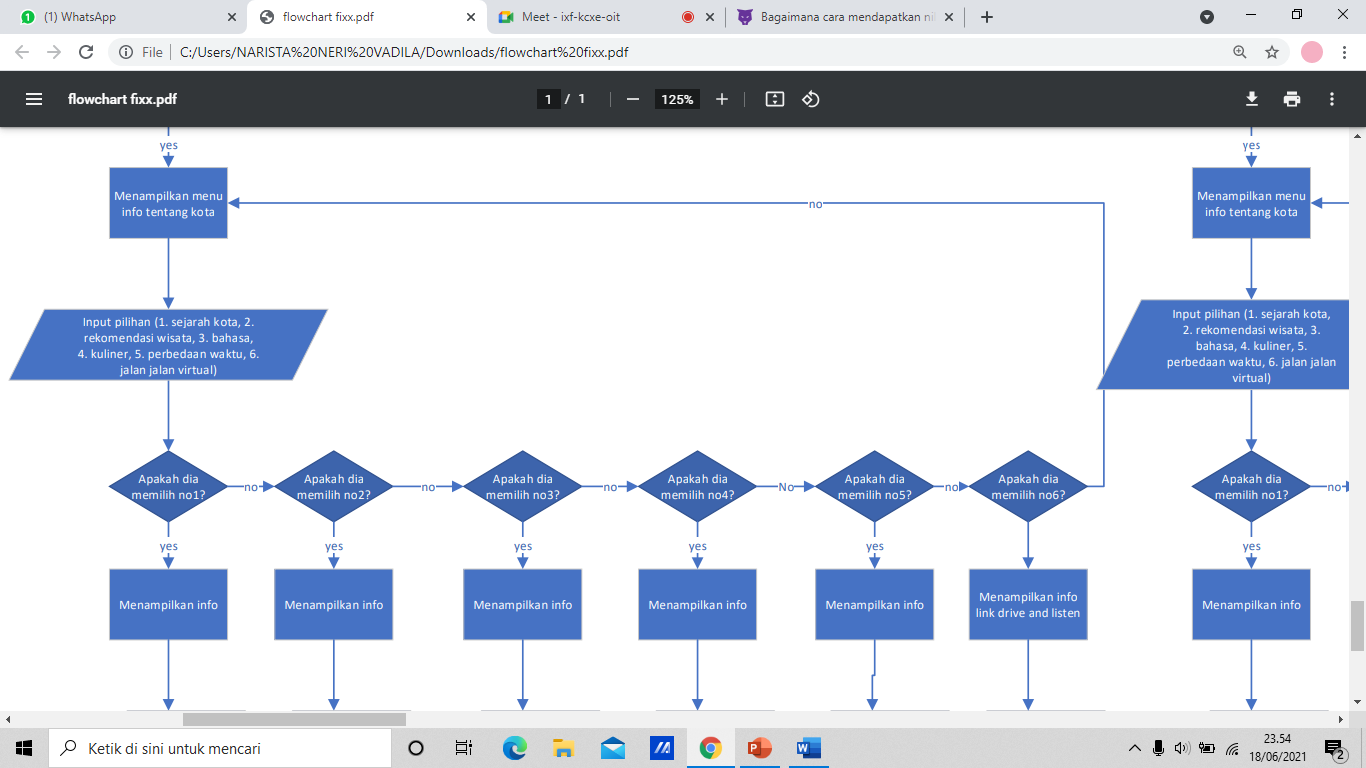 (1) WhatsApp
flowchart fixx.pdf
Meet - ixf-kcxe-oit
Bagaimana cara mendapatkan ni
File
C:/Users/NARISTA%20NERI%20VADILA/Downloads/flowchart%20fixx.pdf
flowchart fixx.pdf
1 / 1
125%
yes
yes
Menampilkan menu
info tentang kota
no
Menampilkan menu
info tentang kota
Input pilihan (1. sejarah kota, 2.
rekomendasi wisata, 3. bahasa,
4. kuliner, 5. perbedaan waktu, 6.
jalan jalan virtual)
Input pilihan (1. sejarah kota,
2. rekomendasi wisata, 3.
bahasa, 4. kuliner, 5.
perbedaan waktu, 6. jalan jalan
virtual)
Apakah dia
memilih no1?
no
Apakah dia
memilih no2?
no
Apakah dia
memilih no3?
no
Apakah dia
memilih no4?
No
Apakah dia
memilih no5?
no
Apakah dia
memilih no6?
Apakah dia
memilih no1?
no
yes
yes
yes
yes
yes
yes
Menampilkan info
Menampilkan info
Menampilkan info
Menampilkan info
Menampilkan info
Menampilkan info
link drive and listen
Menampilkan info
Ketik di sini untuk mencari
23.54
18/06/2021
2